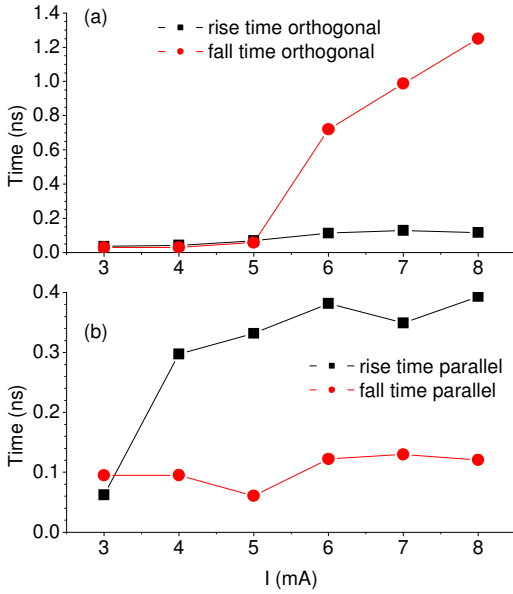 (a)
rise time orthogonal
fall time orthogonal
Time (ns)
1.4
1.2
1.0
0.8
0.6
0.4
0.2
0.0
3 4 5 6 7 8
(b)
rise time parallel
fall time parallel
Time (ns)
0.4
0.3
0.2
0.1
0.0
3 4 5 6 7 8
I (mA)